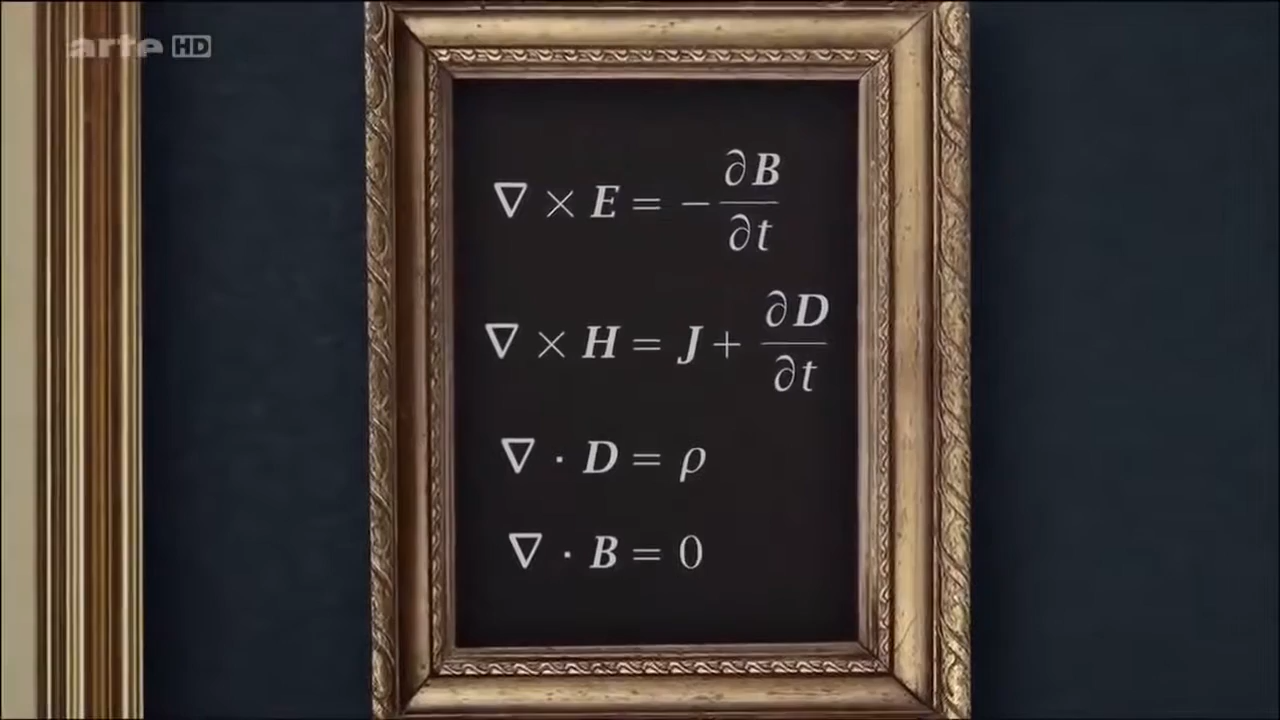 arte HD
∇ × E = − ∂B/∂t
∇ × H = J + ∂D/∂t
∇ · D = ρ
∇ · B = 0